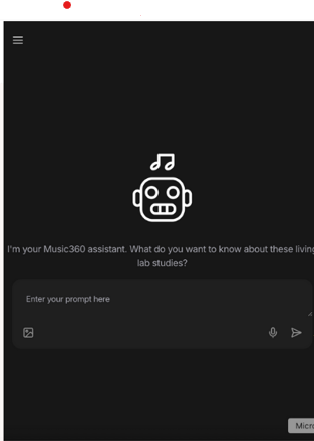 I'm your Music360 assistant. What do you want to know about these living
lab studies?
Enter your prompt here